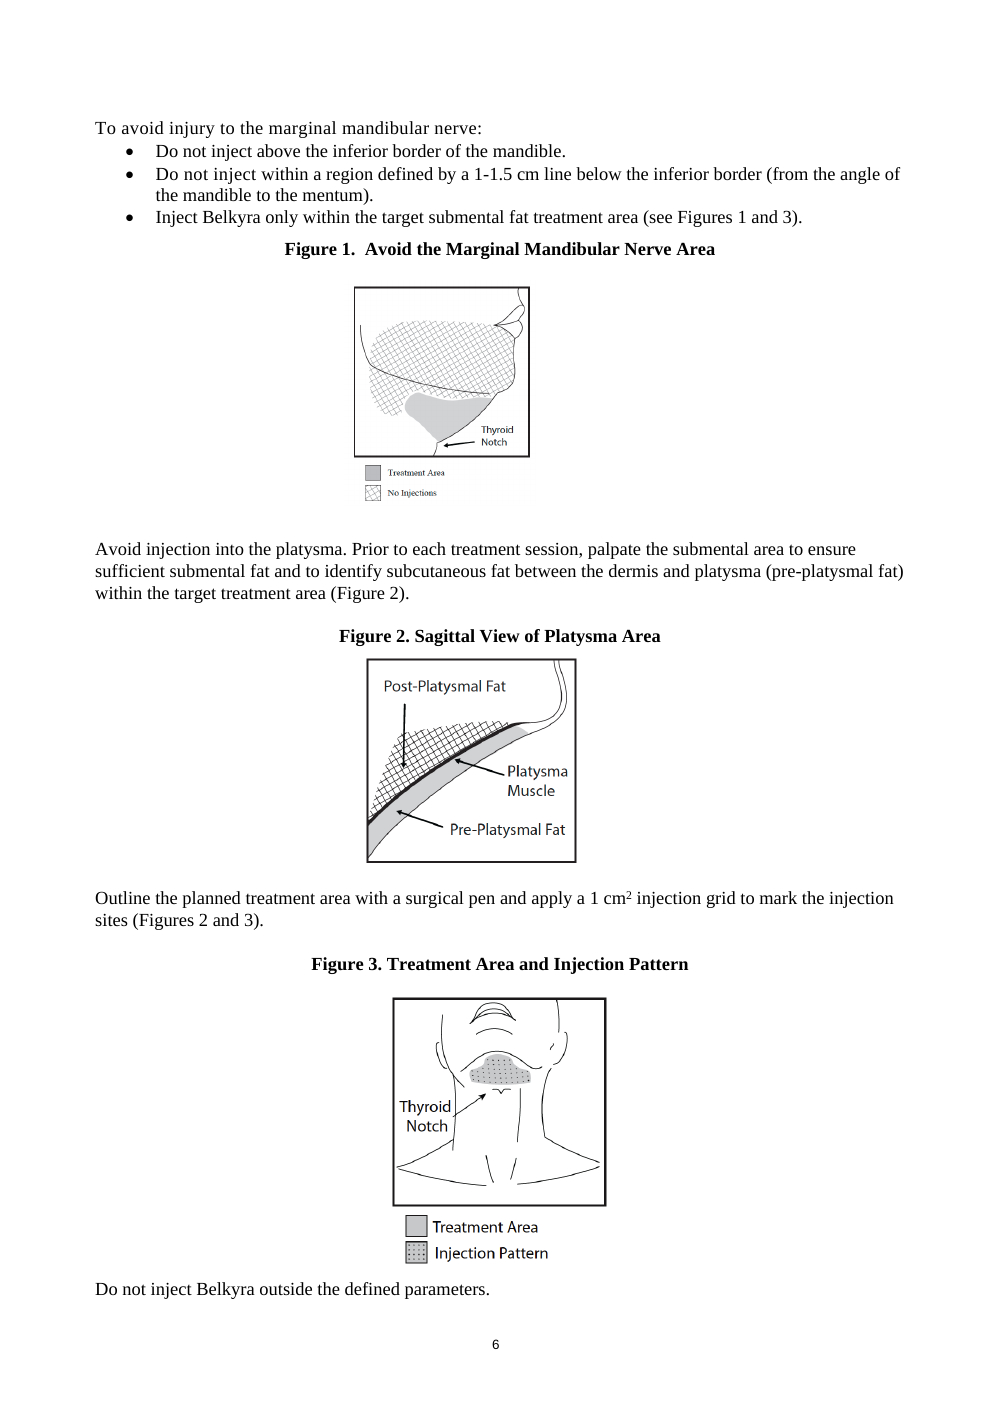 To avoid injury to the marginal mandibular nerve:
• Do not inject above the inferior border of the mandible.
• Do not inject within a region defined by a 1-1.5 cm line below the inferior border (from the angle of
the mandible to the mentum).
• Inject Belkyra only within the target submental fat treatment area (see Figures 1 and 3).
Figure 1.  Avoid the Marginal Mandibular Nerve Area
Thyroid
Notch
Treatment Area
No Injections
Avoid injection into the platysma. Prior to each treatment session, palpate the submental area to ensure
sufficient submental fat and to identify subcutaneous fat between the dermis and platysma (pre-platysmal fat)
within the target treatment area (Figure 2).
Figure 2. Sagittal View of Platysma Area
Post-Platysmal Fat
Platysma
Muscle
Pre-Platysmal Fat
Outline the planned treatment area with a surgical pen and apply a 1 cm² injection grid to mark the injection
sites (Figures 2 and 3).
Figure 3. Treatment Area and Injection Pattern
Thyroid
Notch
Treatment Area
Injection Pattern
Do not inject Belkyra outside the defined parameters.
6